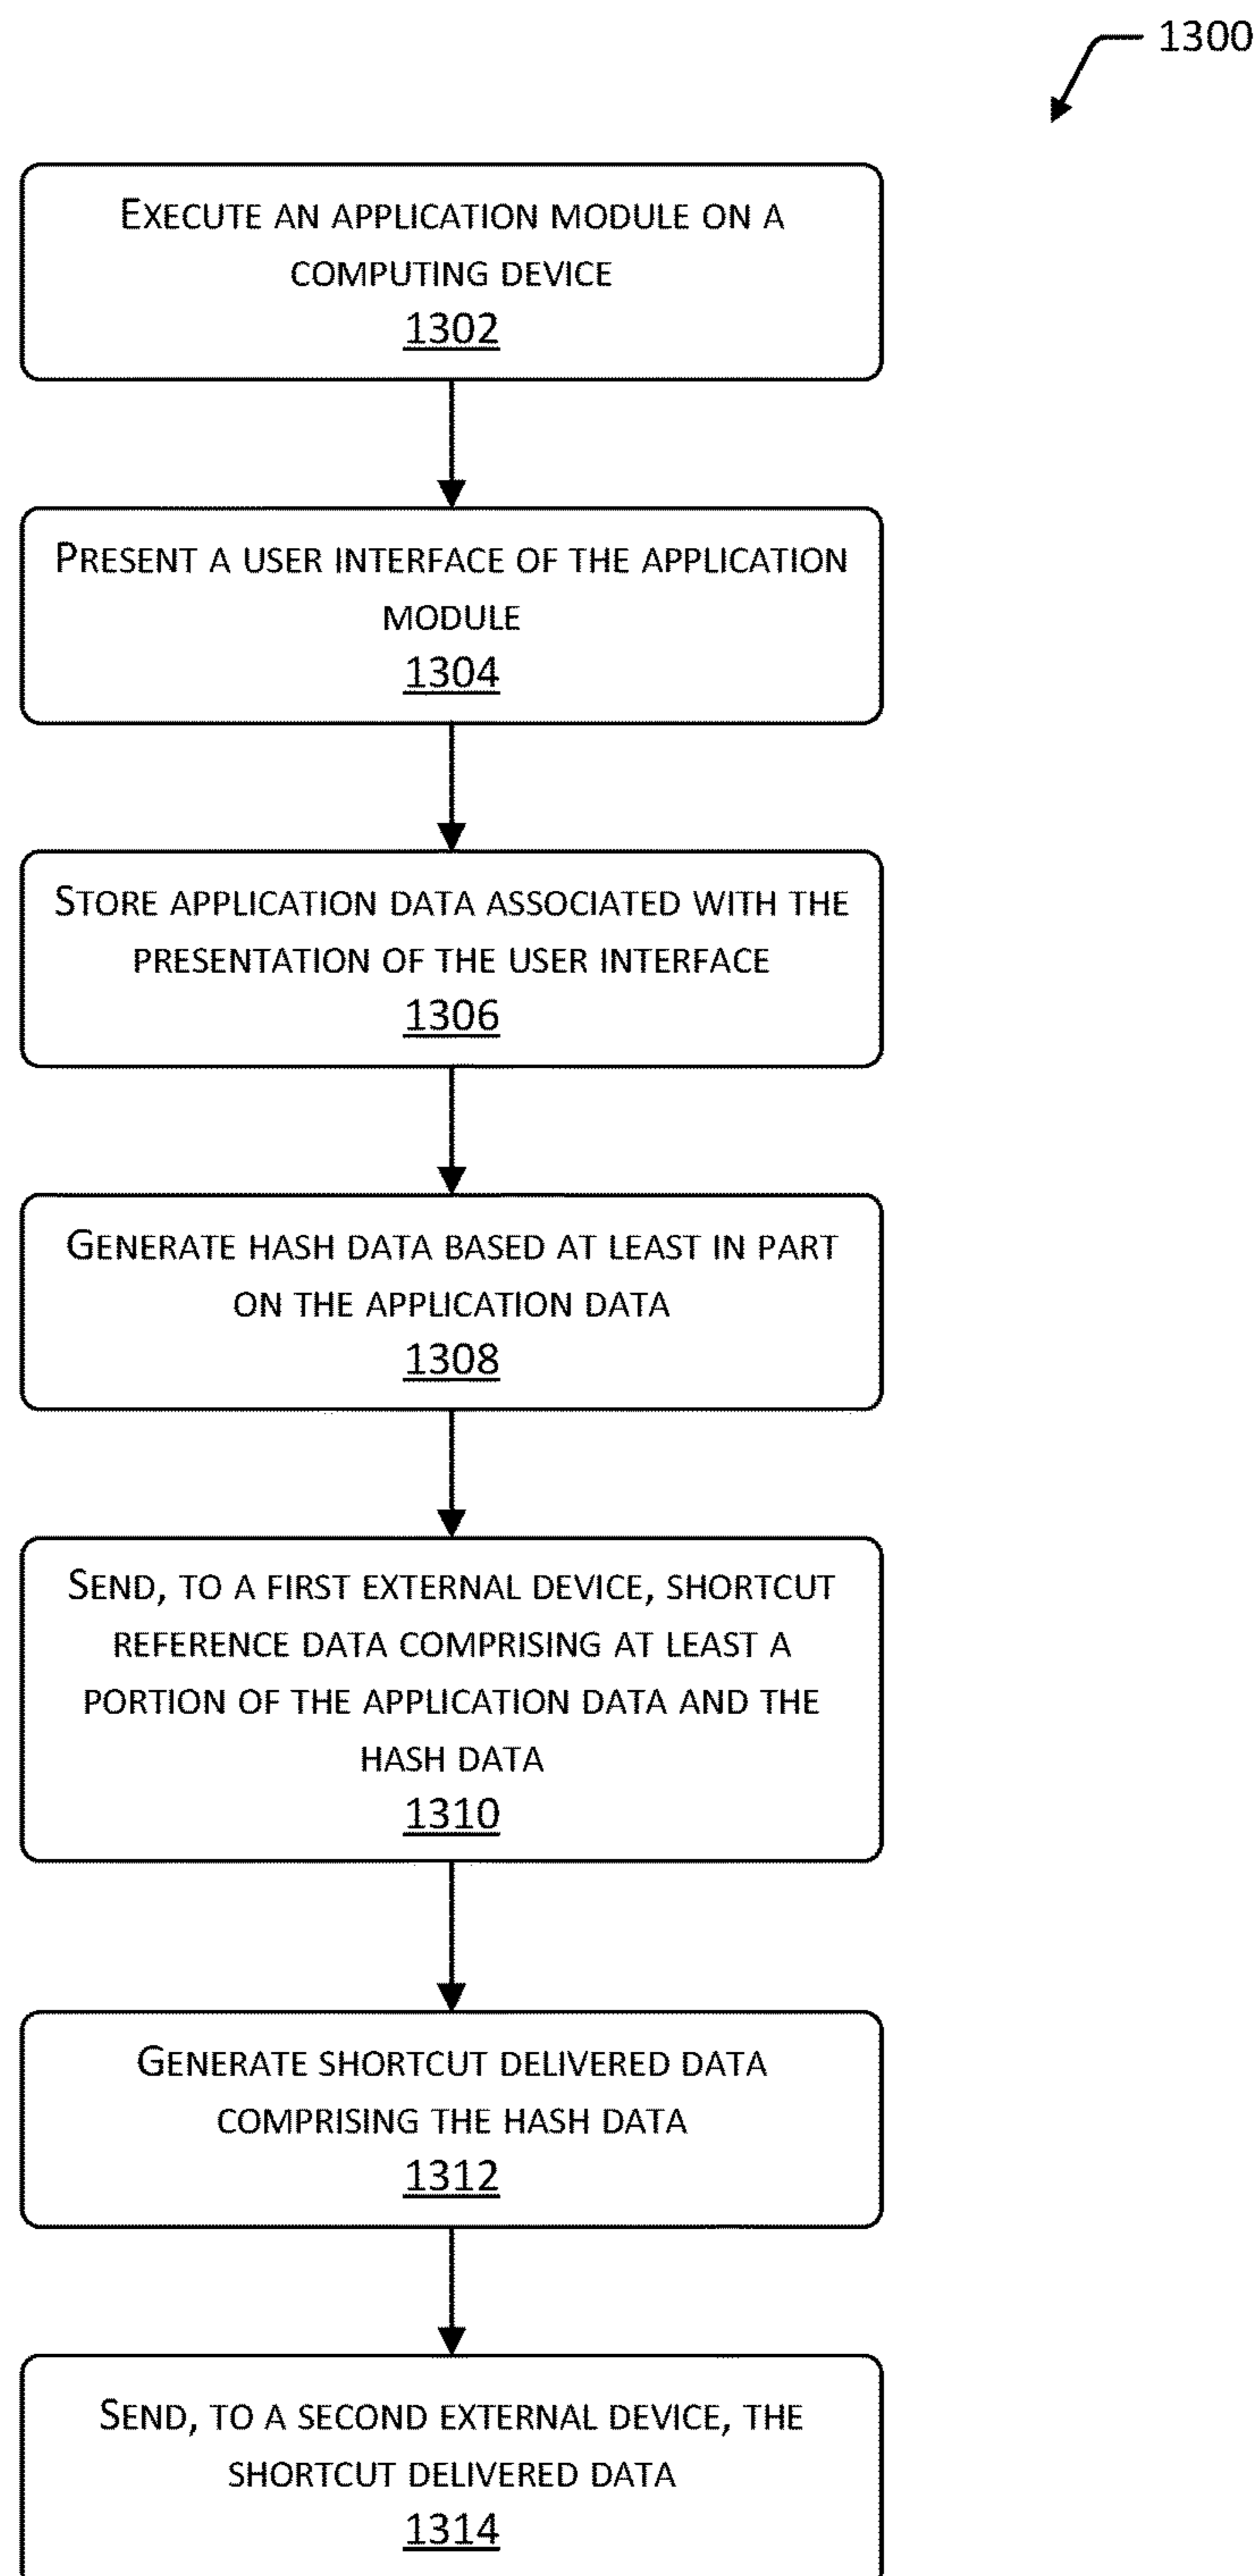 1300
EXECUTE AN APPLICATION MODULE ON A
COMPUTING DEVICE
1302
PRESENT A USER INTERFACE OF THE APPLICATION
MODULE
1304
STORE APPLICATION DATA ASSOCIATED WITH THE
PRESENTATION OF THE USER INTERFACE
1306
GENERATE HASH DATA BASED AT LEAST IN PART
ON THE APPLICATION DATA
1308
SEND, TO A FIRST EXTERNAL DEVICE, SHORTCUT
REFERENCE DATA COMPRISING AT LEAST A
PORTION OF THE APPLICATION DATA AND THE
HASH DATA
1310
GENERATE SHORTCUT DELIVERED DATA
COMPRISING THE HASH DATA
1312
SEND, TO A SECOND EXTERNAL DEVICE, THE
SHORTCUT DELIVERED DATA
1314